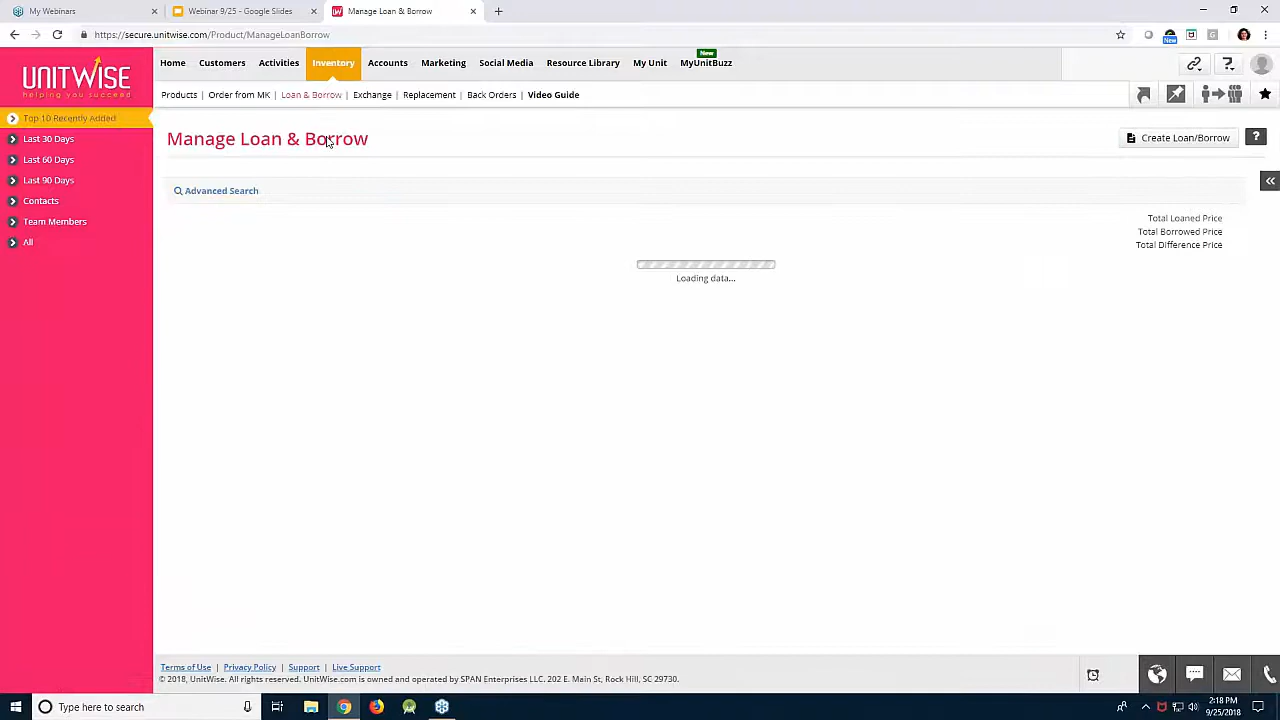 My Webinars
Webinar 9/25 - Google Slides
Manage Loan & Borrow
https://secure.unitwise.com/Product/ManageLoanBorrow
New
UNITWISE
helping you succeed
Home
Customers
Activities
Inventory
Accounts
Marketing
Social Media
Resource Library
My Unit
New
MyUnitBuzz
Products | Order from MK | Loan & Borrow | Exchange | Replacement | Back Orders | Video Guide
Top 10 Recently Added
Last 30 Days
Last 60 Days
Last 90 Days
Contacts
Team Members
All
Manage Loan & Borrow
Create Loan/Borrow
?
Advanced Search
Total Loaned Price
Total Borrowed Price
Total Difference Price
Loading data...
Terms of Use | Privacy Policy | Support | Live Support
© 2018, UnitWise. All rights reserved. UnitWise.com is owned and operated by SPAN Enterprises LLC. 202 E. Main St, Rock Hill, SC 29730.
Type here to search
2:18 PM
9/25/2018